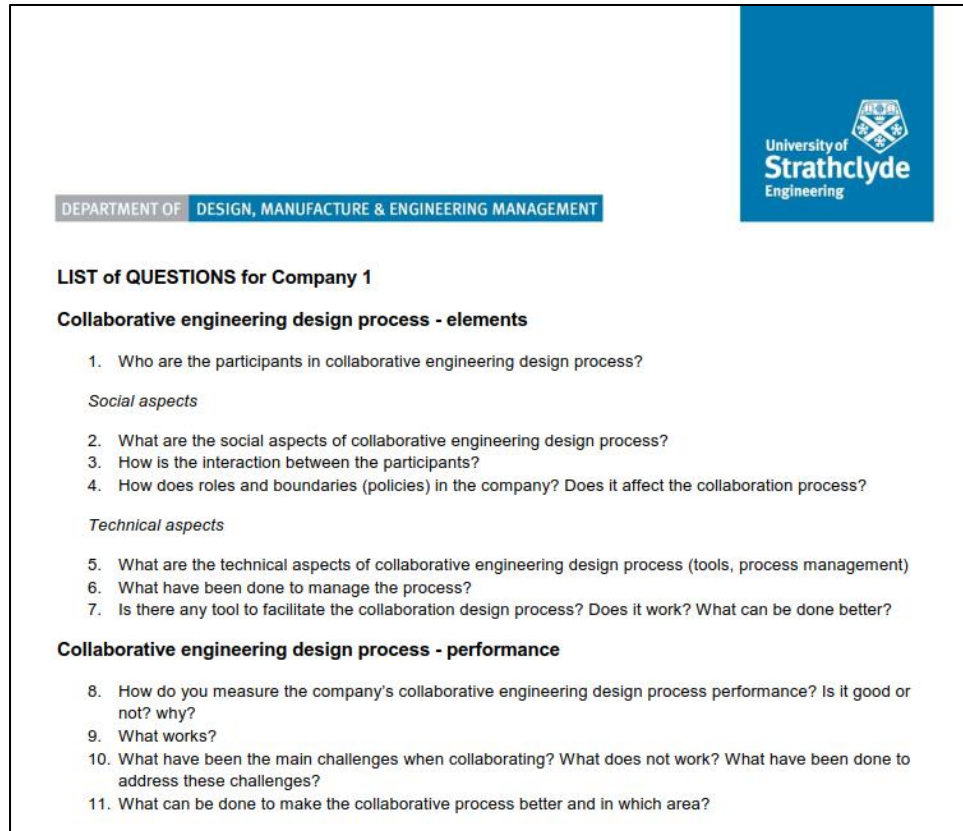 University of
Strathclyde
Engineering
DEPARTMENT OF DESIGN, MANUFACTURE & ENGINEERING MANAGEMENT
LIST of QUESTIONS for Company 1
Collaborative engineering design process - elements
1. Who are the participants in collaborative engineering design process?
Social aspects
2. What are the social aspects of collaborative engineering design process?
3. How is the interaction between the participants?
4. How does roles and boundaries (policies) in the company? Does it affect the collaboration process?
Technical aspects
5. What are the technical aspects of collaborative engineering design process (tools, process management)
6. What have been done to manage the process?
7. Is there any tool to facilitate the collaboration design process? Does it work? What can be done better?
Collaborative engineering design process - performance
8. How do you measure the company's collaborative engineering design process performance? Is it good or
not? why?
9. What works?
10. What have been the main challenges when collaborating? What does not work? What have been done to
address these challenges?
11. What can be done to make the collaborative process better and in which area?